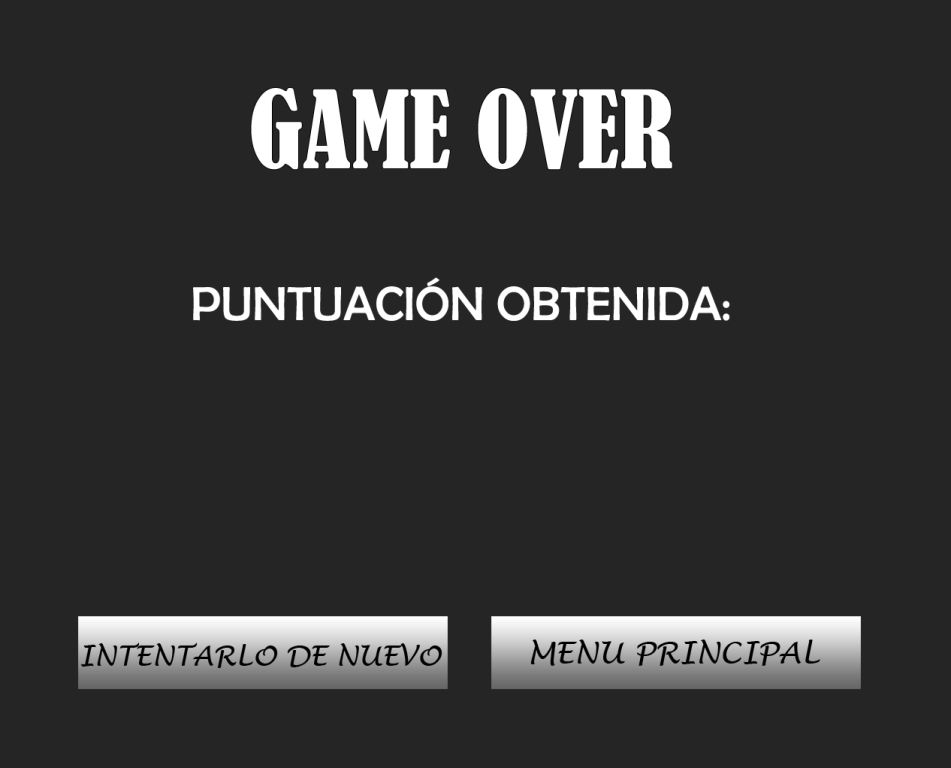 GAME OVER
PUNTUACIÓN OBTENIDA:
INTENTARLO DE NUEVO
MENU PRINCIPAL